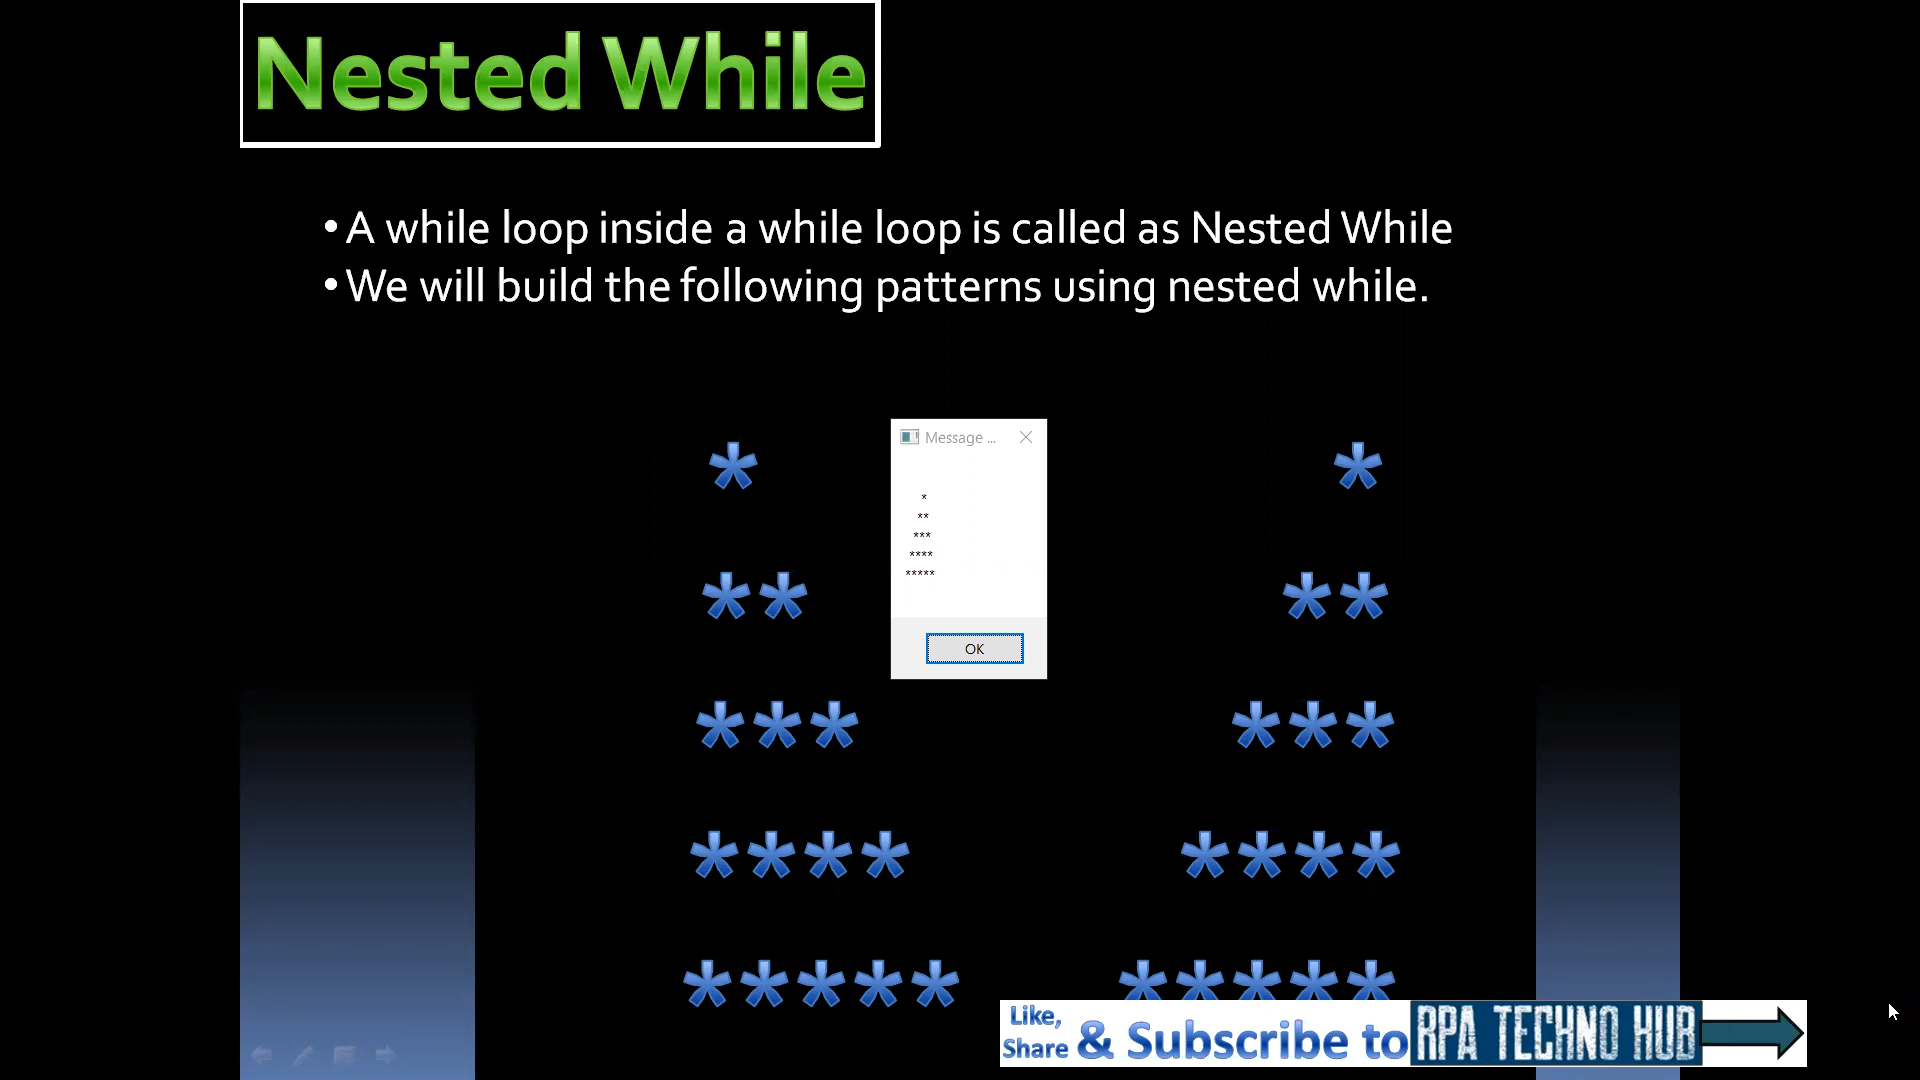 Nested While
•A while loop inside a while loop is called as Nested While
•We will build the following patterns using nested while.
Message ...
*
**
***
****
*****
OK
*
**
***
****
*****
*
**
***
****
*****
Like,
Share & Subscribe to RPA TECHNO HUB